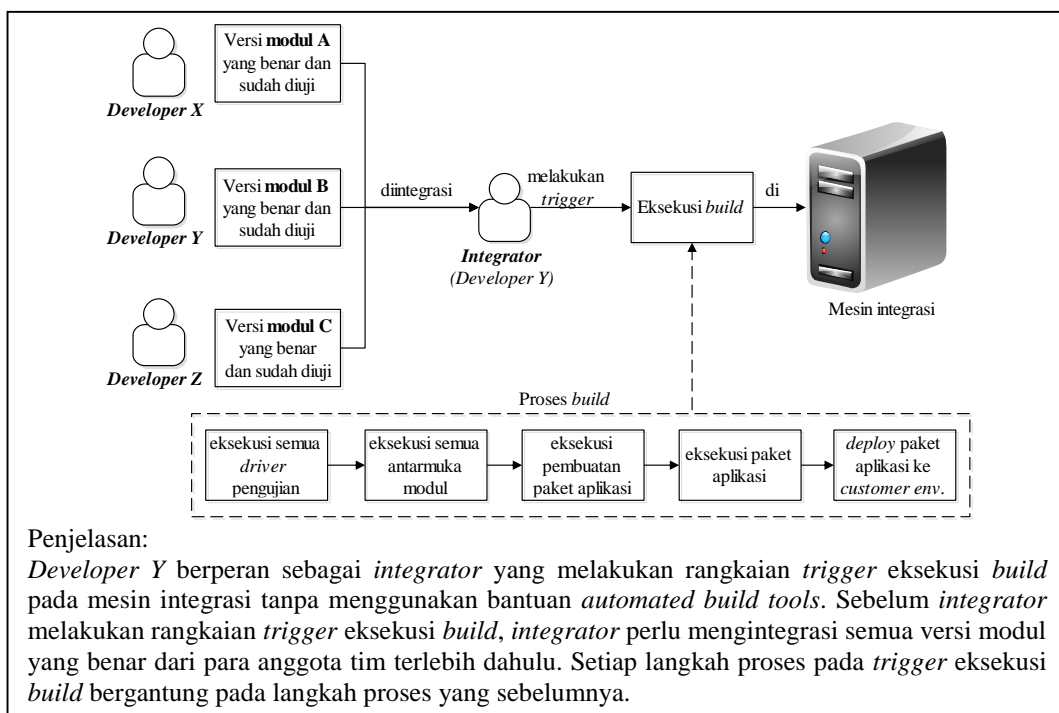 Versi modul A
yang benar dan
sudah diuji
Developer X
Versi modul B
yang benar dan
sudah diuji
Developer Y
Versi modul C
yang benar
dan sudah diuji
Developer Z
diintegrasi
Integrator
(Developer Y)
melakukan
trigger
Eksekusi build
di
Mesin integrasi
Proses build
eksekusi semua
driver
pengujian
eksekusi semua
antarmuka
modul
eksekusi
pembuatan
paket aplikasi
eksekusi paket
aplikasi
deploy paket
aplikasi ke
customer env.
Penjelasan:
Developer Y berperan sebagai integrator yang melakukan rangkaian trigger eksekusi build
pada mesin integrasi tanpa menggunakan bantuan automated build tools. Sebelum integrator
melakukan rangkaian trigger eksekusi build, integrator perlu mengintegrasi semua versi modul
yang benar dari para anggota tim terlebih dahulu. Setiap langkah proses pada trigger eksekusi
build bergantung pada langkah proses yang sebelumnya.